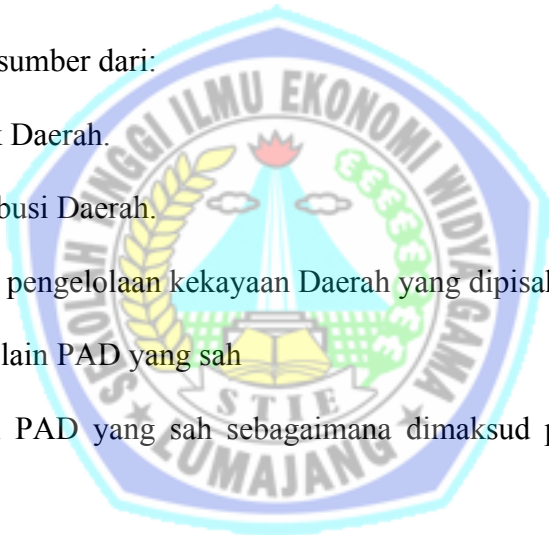 sumber dari:
Daerah.
busi Daerah.
pengelolaan kekayaan Daerah yang dipisal
lain PAD yang sah
PAD yang sah sebagaimana dimaksud p
SEKOLAH TINGGI ILMU EKONOMI WIDYA GAMA
STIE
LUMAJANG